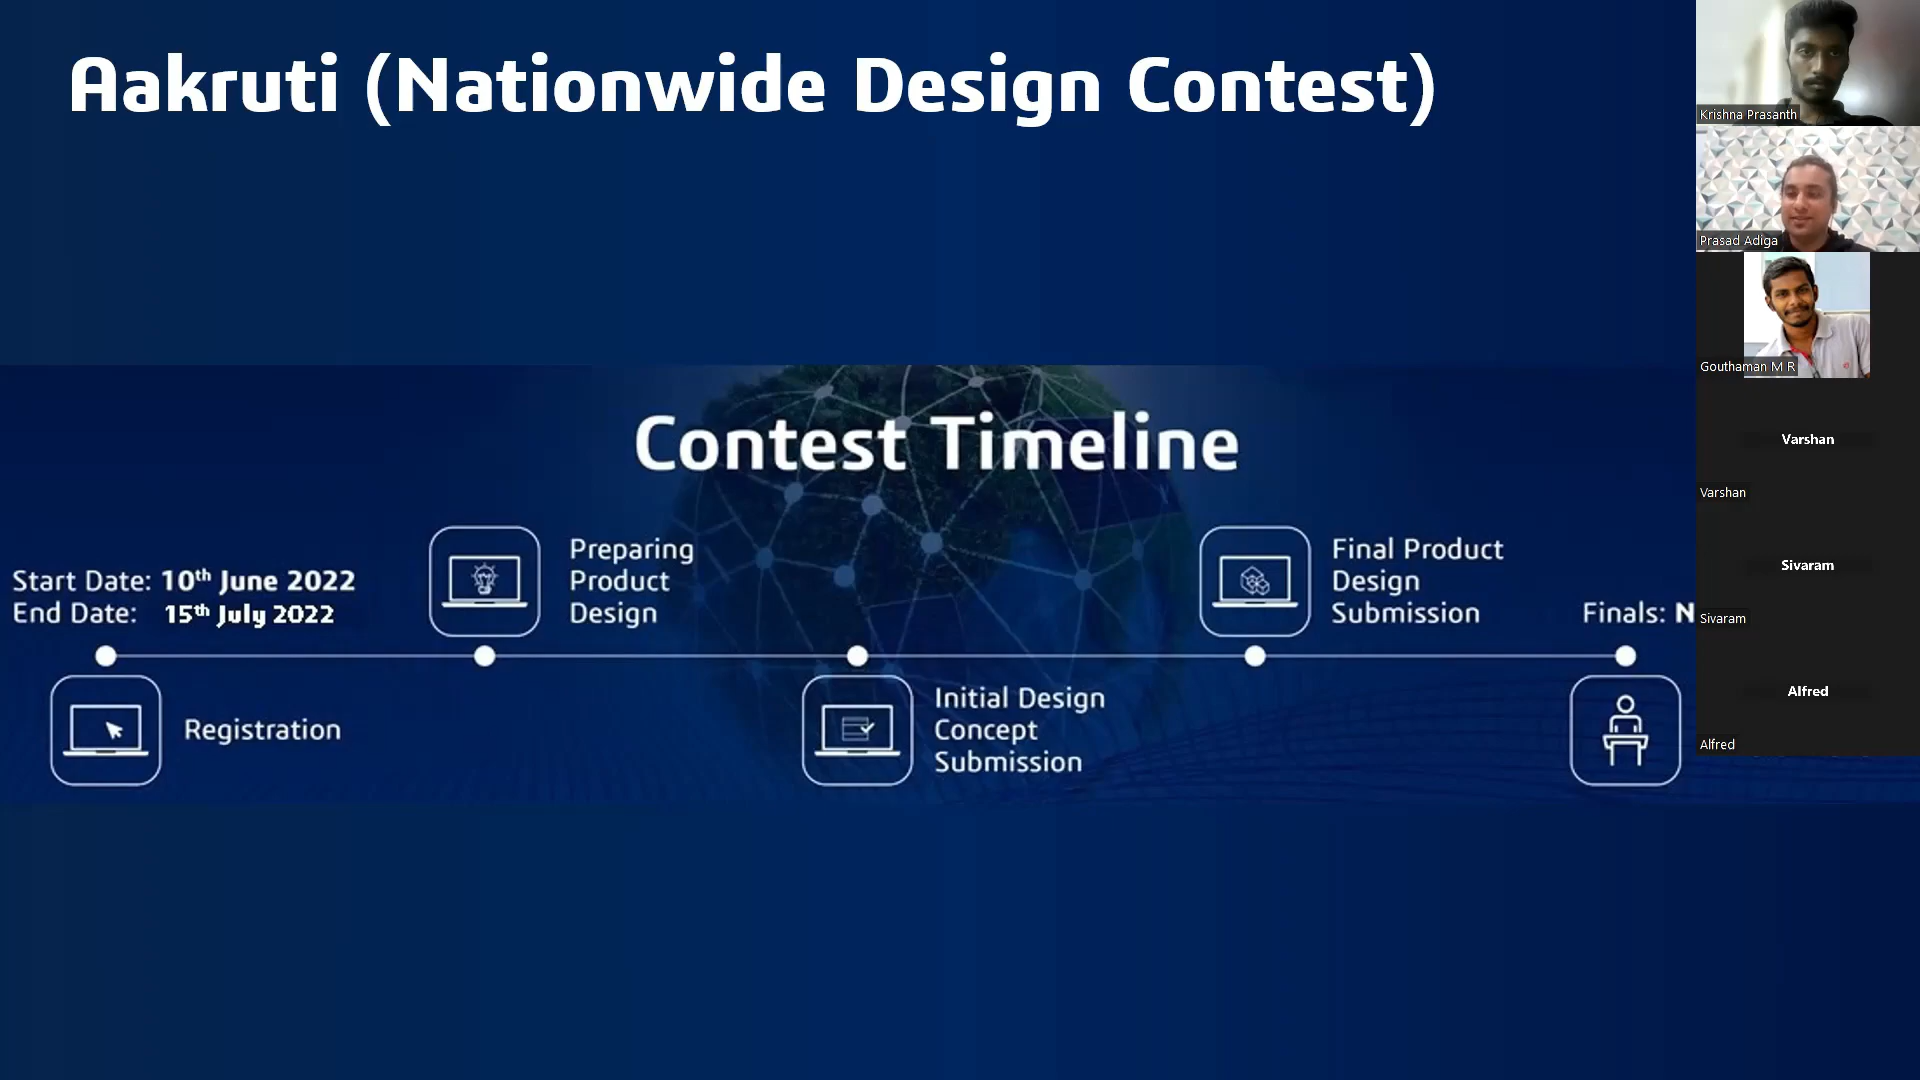 Aakruti (Nationwide Design Contest)
Contest Timeline
Start Date: 10th June 2022
End Date: 15th July 2022
Registration
Preparing
Product
Design
Initial Design
Concept
Submission
Final Product
Design
Submission
Finals: N
Krishna Prasanth
Prasad Adiga
Gouthaman M R
Varshan
Varshan
Sivaram
Sivaram
Alfred
Alfred